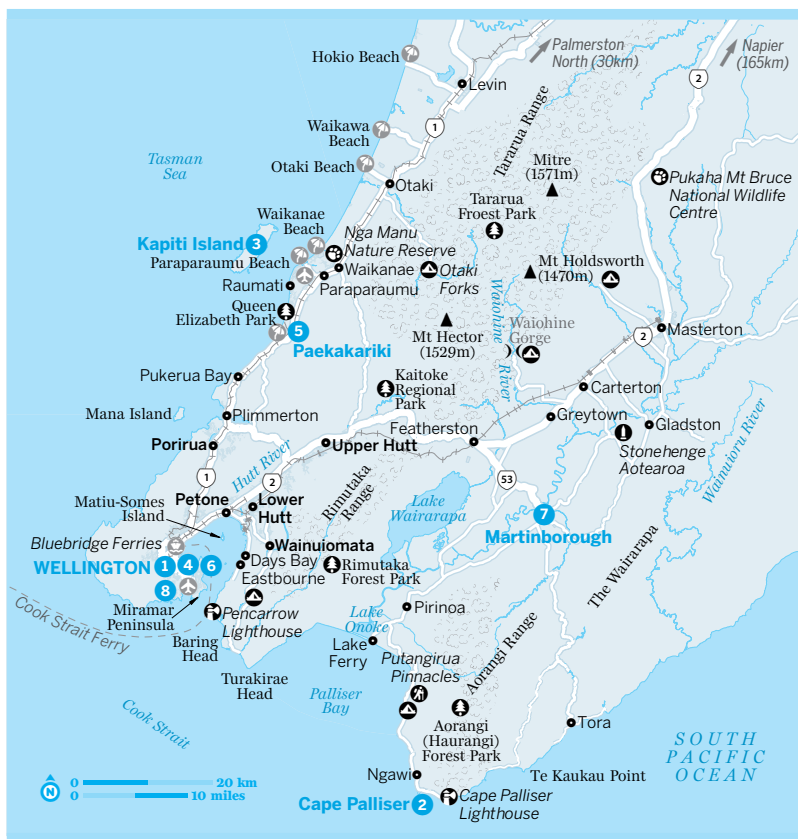 Palmerston
North (30km)
Napier
(165km)
Hokio Beach
Levin
2
1
Tararua Range
Waikawa
Beach
Tasman
Sea
Otaki Beach
Mitre
(1571m)
Pukaha Mt Bruce
National Wildlife
Centre
Otaki
Tararua
Froest Park
Waikanae
Beach
Nga Manu
Nature Reserve
Kapiti Island 3
Paraparaumu Beach
Waikanae
Otaki
Forks
Mt Holdsworth
(1470m)
Raumati
Paraparaumu
Queen
Elizabeth Park
Waiohine
River
Waiohine
Gorge
5
Paekakariki
Mt Hector
(1529m)
2
Masterton
Pukerua Bay
Kaitoke
Regional
Park
Carterton
Mana Island
Plimmerton
Greytown
Gladston
Featherston
Porirua
Upper Hutt
Stonehenge
Aotearoa
Wainuioru River
Hutt River
1
2
53
Petone
Lower
Hutt
Rimutaka
Range
Lake
Wairarapa
Matiu-Somes
Island
7
Martinborough
Bluebridge Ferries
Wainuiomata
WELLINGTON 1 4 6
8
Days Bay
Eastbourne
Rimutaka
Forest Park
The Wairarapa
Miramar
Peninsula
Pencarrow
Lighthouse
Lake
Onoke
Pirinoa
Cook Strait Ferry
Baring
Head
Lake
Ferry
Aorangi Range
Putangirua
Pinnacles
Turakirae
Head
Palliser
Bay
Cook Strait
Aorangi
(Haurangi)
Forest Park
Tora
SOUTH
PACIFIC
OCEAN
Ngawi
Te Kaukau Point
N
0 20 km
0 10 miles
Cape Palliser 2
Cape Palliser
Lighthouse